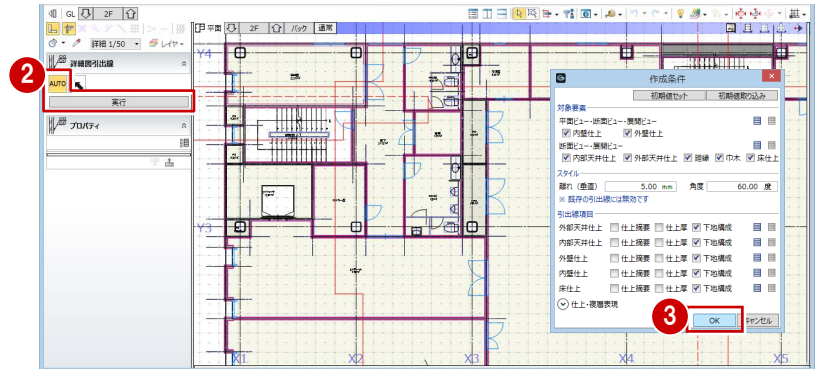 GL 2F
詳細 1/50 レイヤー
2
詳細図引出線
AUTO
実行
プロパティ
平面 2F バック 通常
Y4
Y3
X1 X2 X3 X4 X5
作成条件
初期値セット 初期値取り込み
対象要素
平面ビュー・断面ビュー・展開ビュー
内壁仕上 外壁仕上
断面ビュー・展開ビュー
内部天井仕上 外部天井仕上 廻縁 巾木 床仕上
スタイル
離れ（垂直） 5.00 mm 角度 60.00 度
※ 既存の引出線には無効です
引出線項目
外部天井仕上 仕上摘要 仕上厚 下地構成
内部天井仕上 仕上摘要 仕上厚 下地構成
外壁仕上 仕上摘要 仕上厚 下地構成
内壁仕上 仕上摘要 仕上厚 下地構成
床仕上 仕上摘要 仕上厚 下地構成
仕上・複層表現
3
OK キャンセル